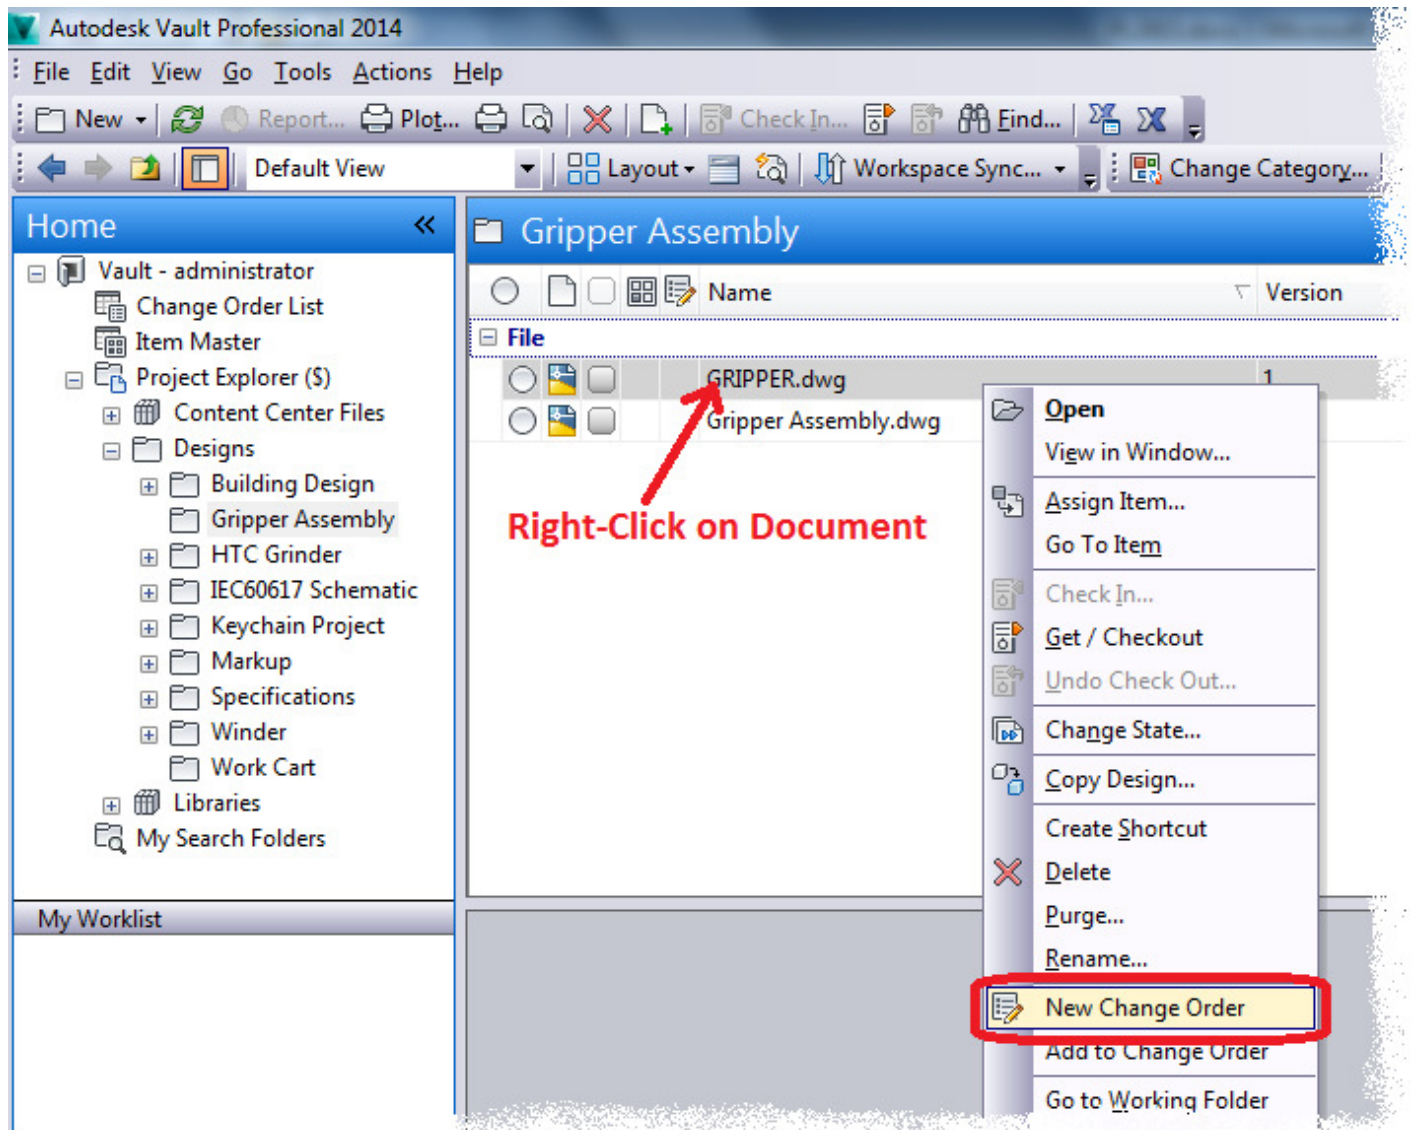 Autodesk Vault Professional 2014
File Edit View Go Tools Actions Help
New Report... Plot... Check In... Find...
Default View Layout Workspace Sync... Change Category...
Home
Vault - administrator
Change Order List
Item Master
Project Explorer ($)
Content Center Files
Designs
Building Design
Gripper Assembly
HTC Grinder
IEC60617 Schematic
Keychain Project
Markup
Specifications
Winder
Work Cart
Libraries
My Search Folders
My Worklist
Gripper Assembly
Name Version
File
GRIPPER.dwg 1
Gripper Assembly.dwg
Right-Click on Document
Open
View in Window...
Assign Item...
Go To Item
Check In...
Get / Checkout
Undo Check Out...
Change State...
Copy Design...
Create Shortcut
Delete
Purge...
Rename...
New Change Order
Add to Change Order
Go to Working Folder